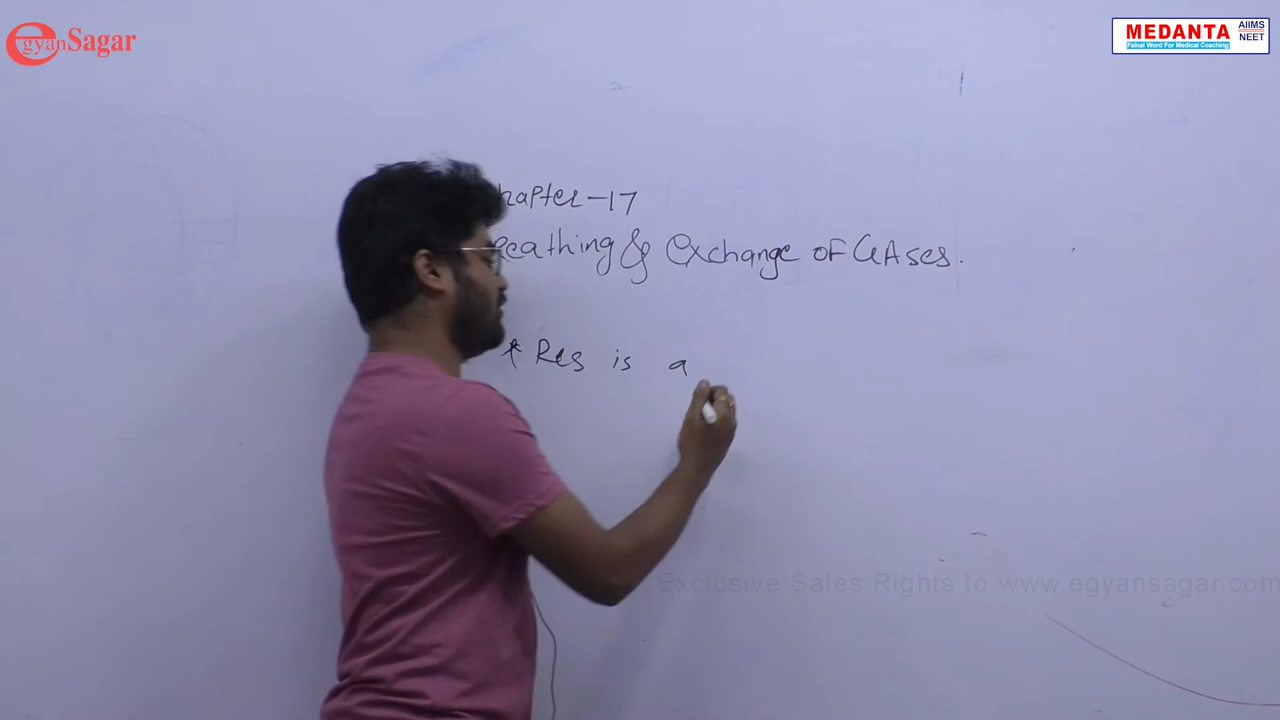 egyanSagar
MEDANTA AIIMS NEET
Fainal Word For Medical Coaching
hapter-17
eathing & Exchange of GAses.
* Res is a
Exclusive Sales Rights to www.egyansagar.com